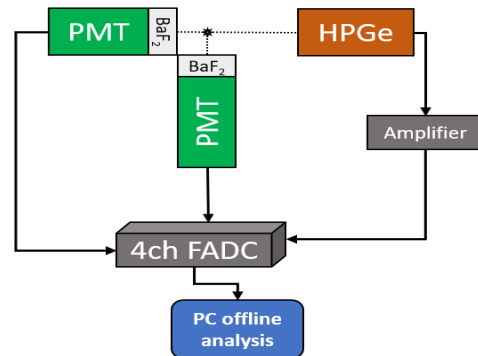 PMT
BaF₂
HPGe
BaF₂
PMT
Amplifier
4ch FADC
PC offline
analysis